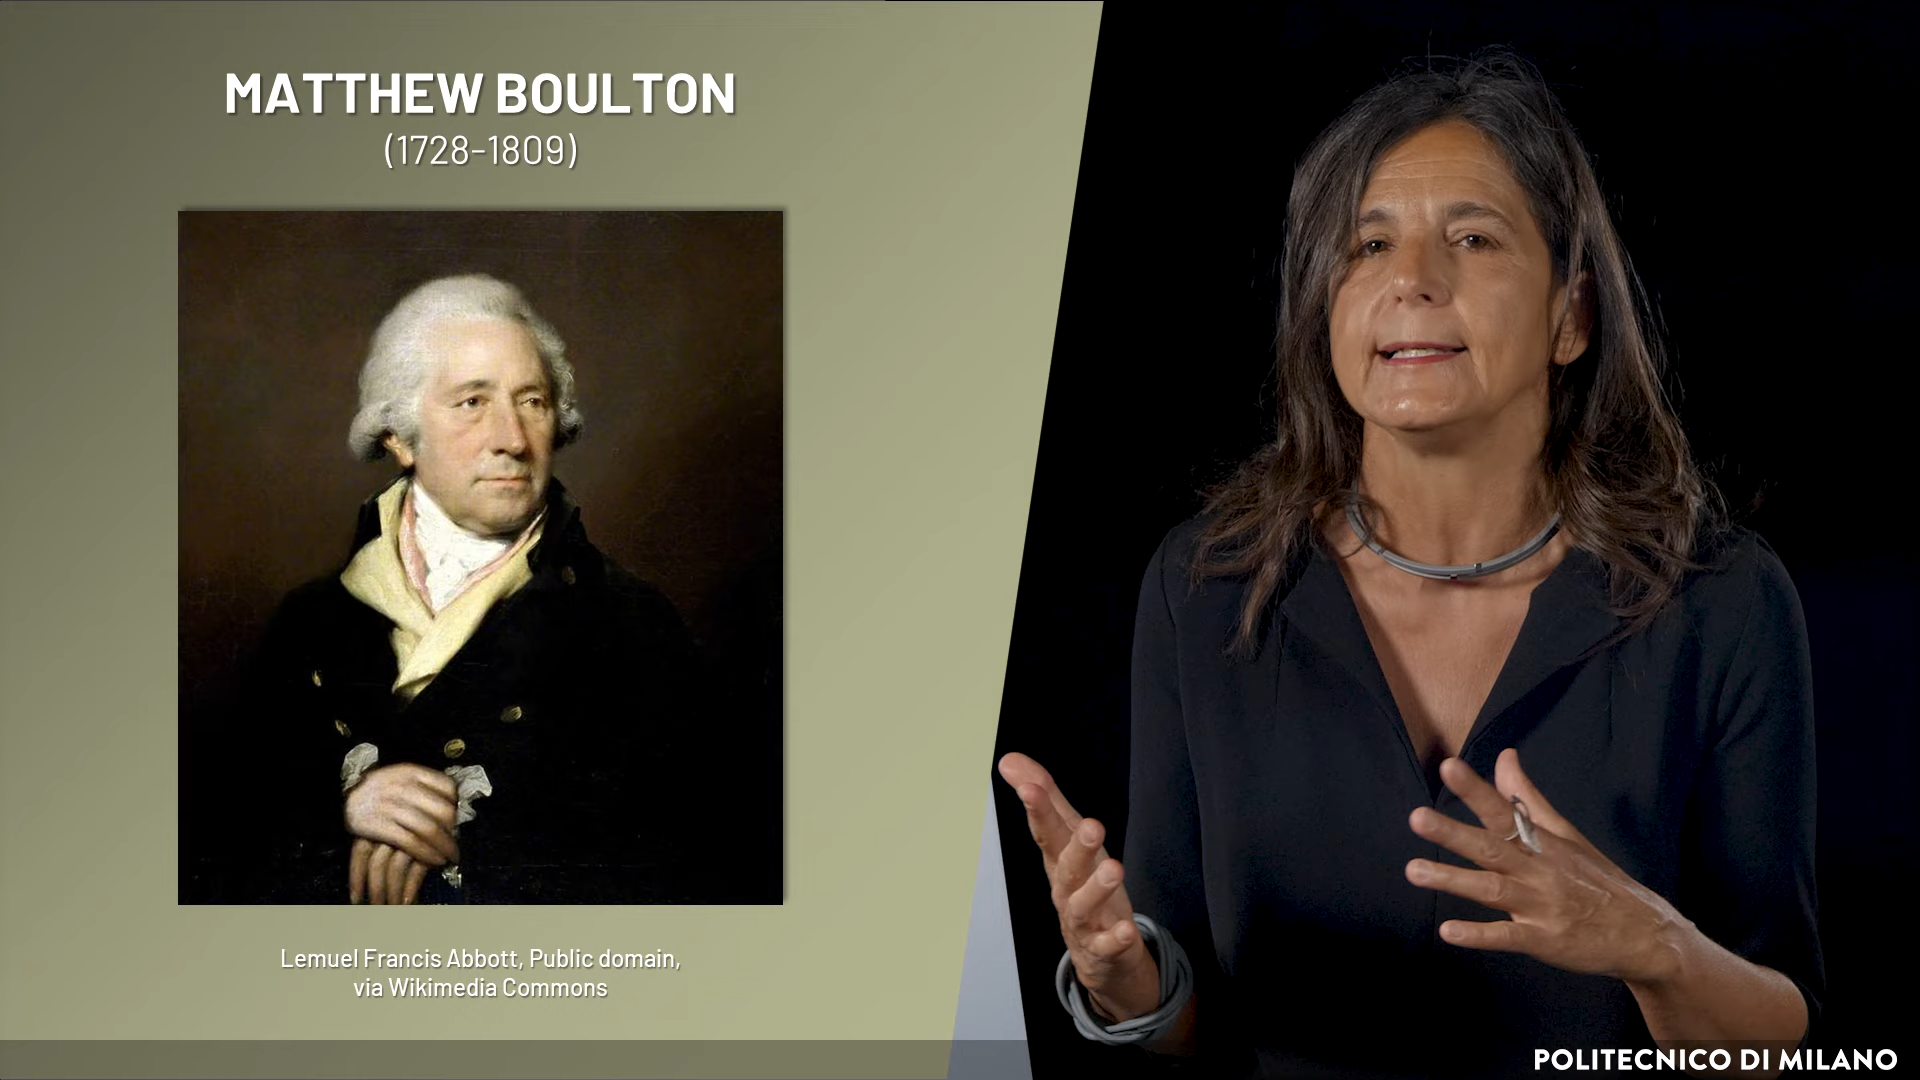 MATTHEW BOULTON
(1728-1809)
Lemuel Francis Abbott, Public domain,
via Wikimedia Commons
POLITECNICO DI MILANO